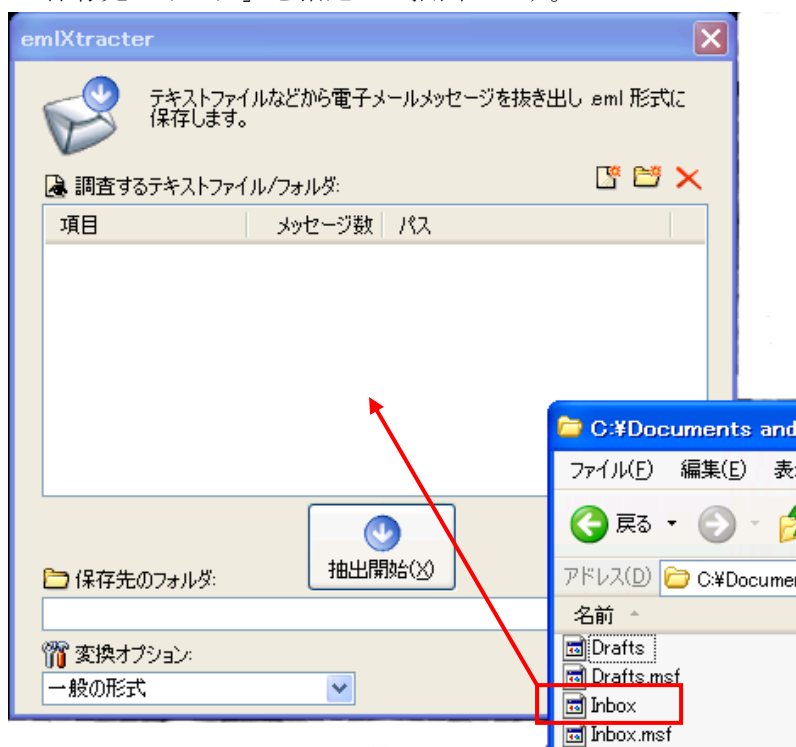 emlXtracter
テキストファイルなどから電子メールメッセージを抜き出し .eml 形式に
保存します。
調査するテキストファイル/フォルダ:
項目 メッセージ数 パス
抽出開始(X)
保存先のフォルダ:
変換オプション:
一般の形式
C:¥Documents and
ファイル(F) 編集(E) 表
戻る
アドレス(D) C:¥Documen
名前
Drafts
Drafts.msf
Inbox
Inbox.msf